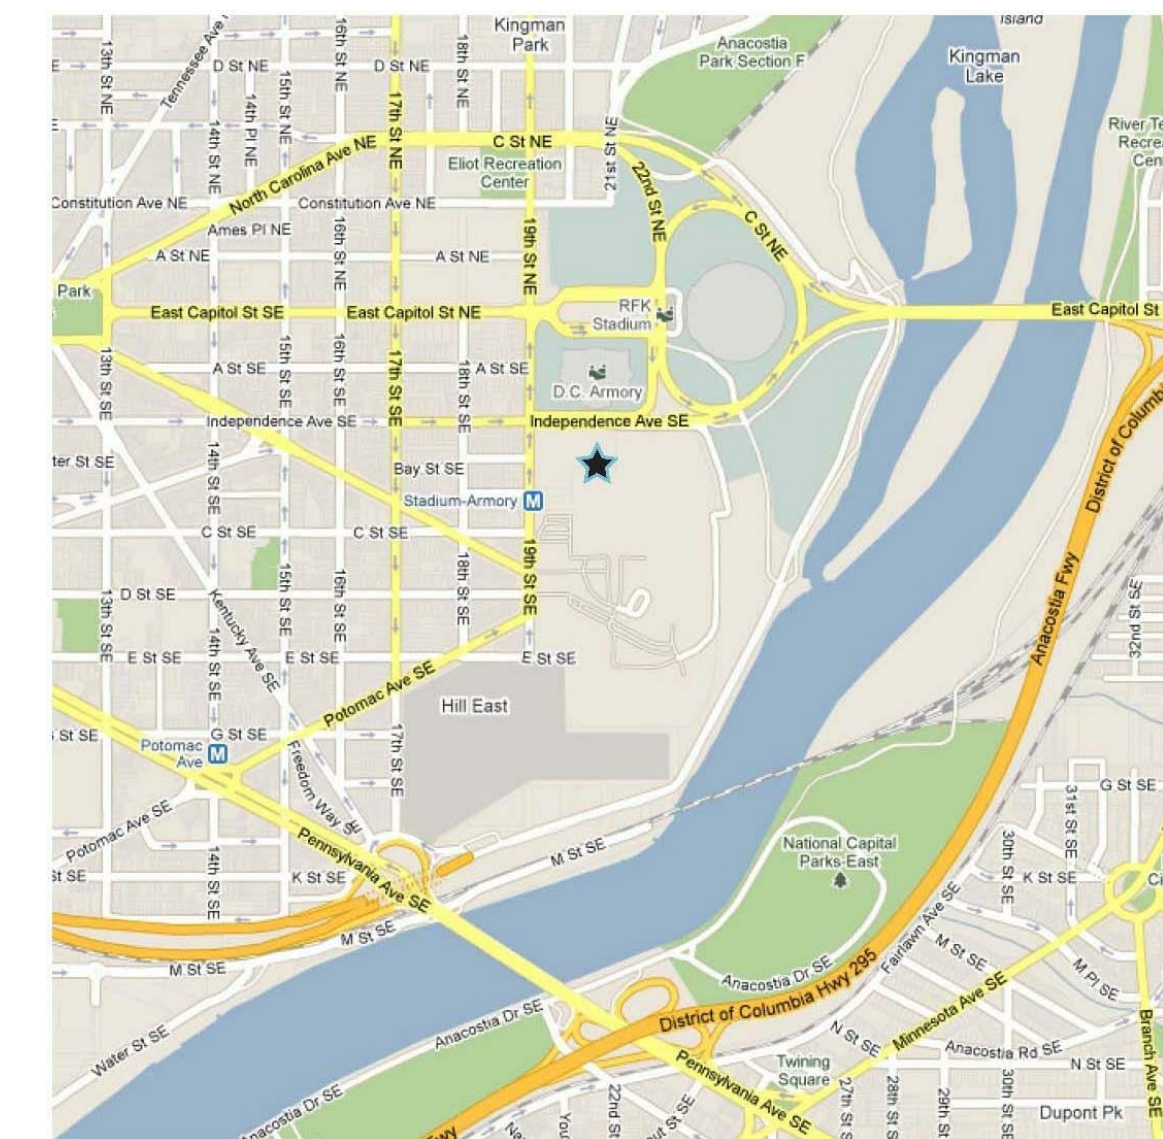 Island
Kingman
Park
Tennessee Ave
13th St NE
16th St NE
18th St NE
Anacostia
Park Section F
Kingman
Lake
D St NE
D St NE
15th St NE
14th Pl NE
14th St NE
17th St NE
21st St NE
C St NE
North Carolina Ave NE
Eliot Recreation
Center
22nd St NE
Constitution Ave NE
Constitution Ave NE
C St NE
Ames Pl NE
16th St NE
19th St NE
A St NE
A St NE
Park
East Capitol St SE
East Capitol St NE
RFK
Stadium
East Capitol St
13th St SE
15th St SE
16th St SE
17th St SE
18th St SE
A St SE
A St SE
D.C. Armory
Independence Ave SE
Independence Ave SE
District of Columb
ter St SE
14th St SE
Bay St SE
Stadium-Armory
M
C St SE
C St SE
19th St SE
18th St SE
15th St SE
16th St SE
13th St SE
D St SE
Kentucky Ave SE
14th St SE
Anacostia Fwy
32nd St SE
E St SE
E St SE
E St SE
Potomac Ave SE
Hill East
St SE
G St SE
Potomac
Ave
M
17th St SE
Freedom Way SE
G St SE
31st St SE
Potomac Ave SE
Pennsylvania Ave SE
M St SE
National Capital
Parks-East
30th St SE
St SE
14th St SE
K St SE
K St SE
Ci
M St SE
M St SE
Fairlawn Ave SE
M St SE
M Pl SE
Anacostia Dr SE
District of Columbia Hwy 295
Minnesota Ave SE
Anacostia Dr SE
Water St SE
N St SE
Anacostia Rd SE
N St SE
Branch Ave SE
Twining
Square
Pennsylvania Ave SE
27th St S
28th St S
29th St
30th St SE
22nd St
Anacostia Dr SE
Dupont Pk
You
ut St SE
Fwy